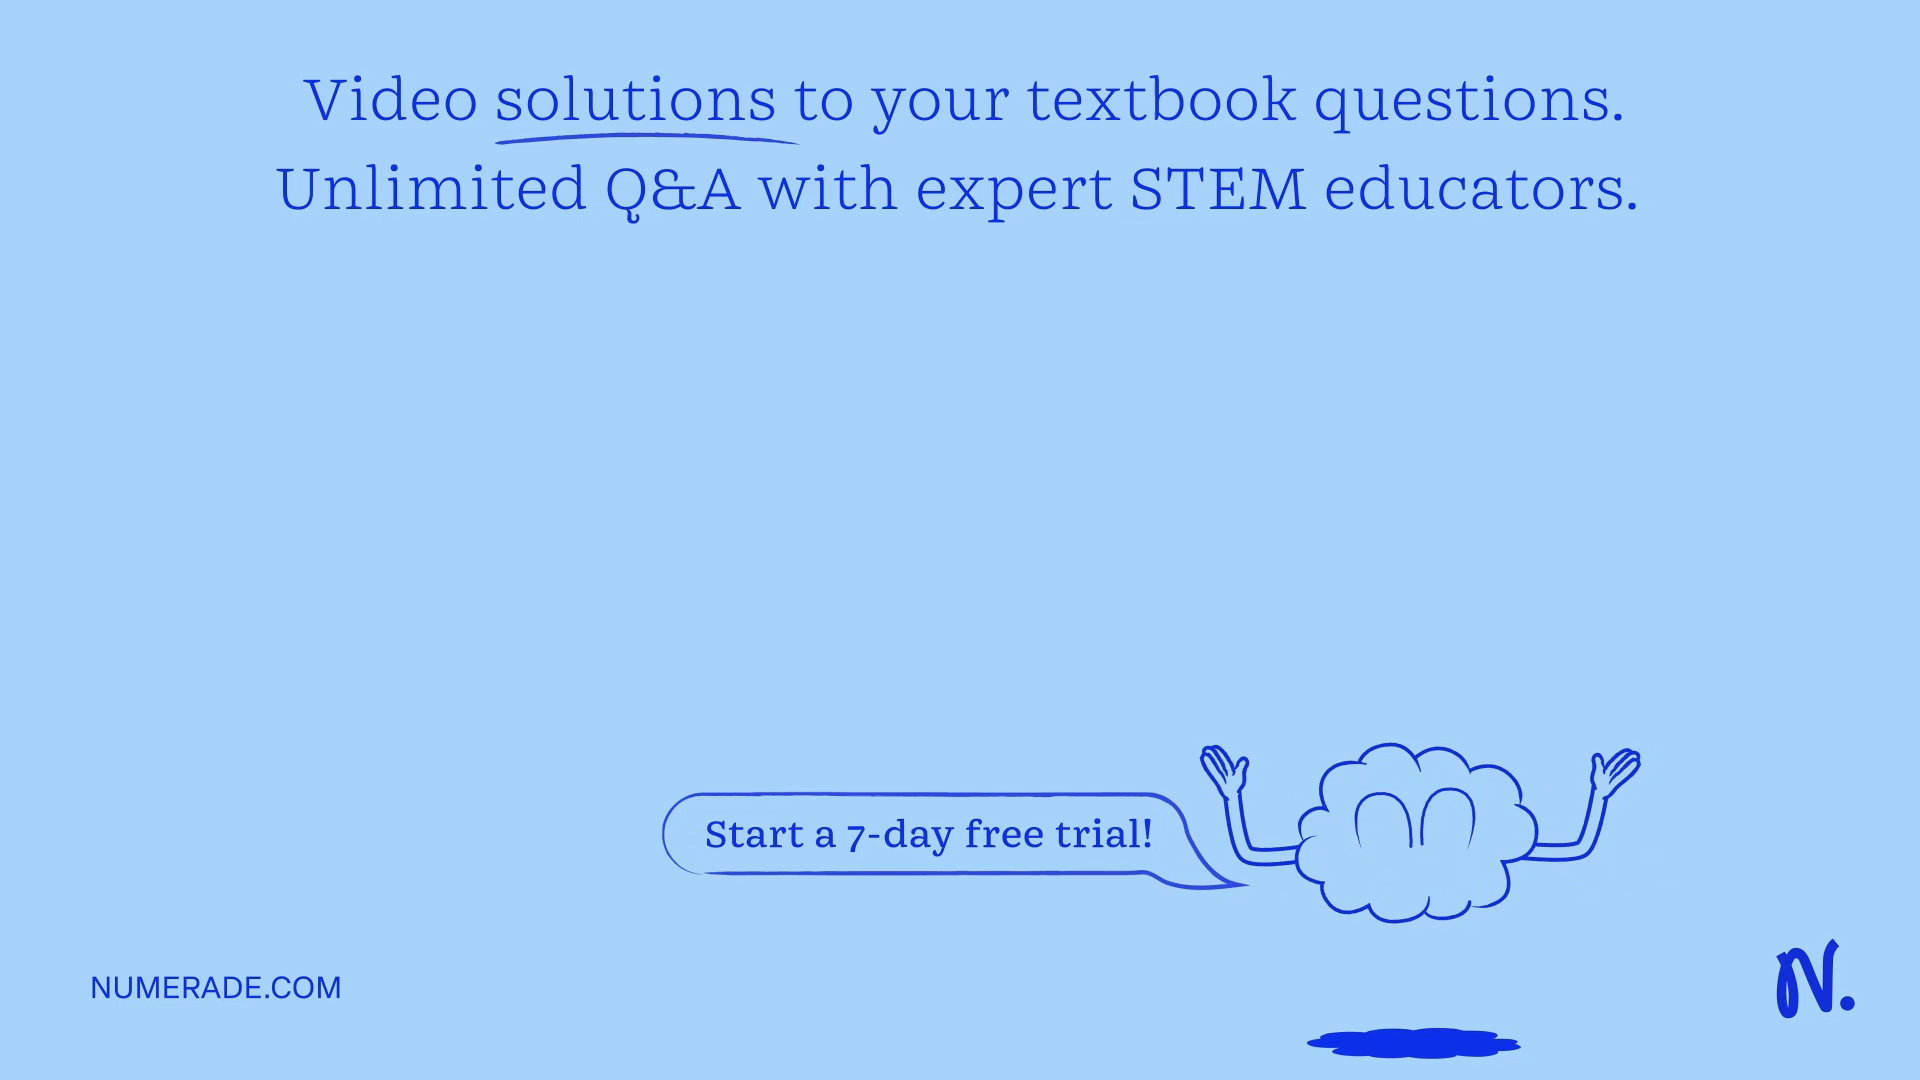 Video solutions to your textbook questions.
Unlimited Q&A with expert STEM educators.
Start a 7-day free trial!
NUMERADE.COM
N.